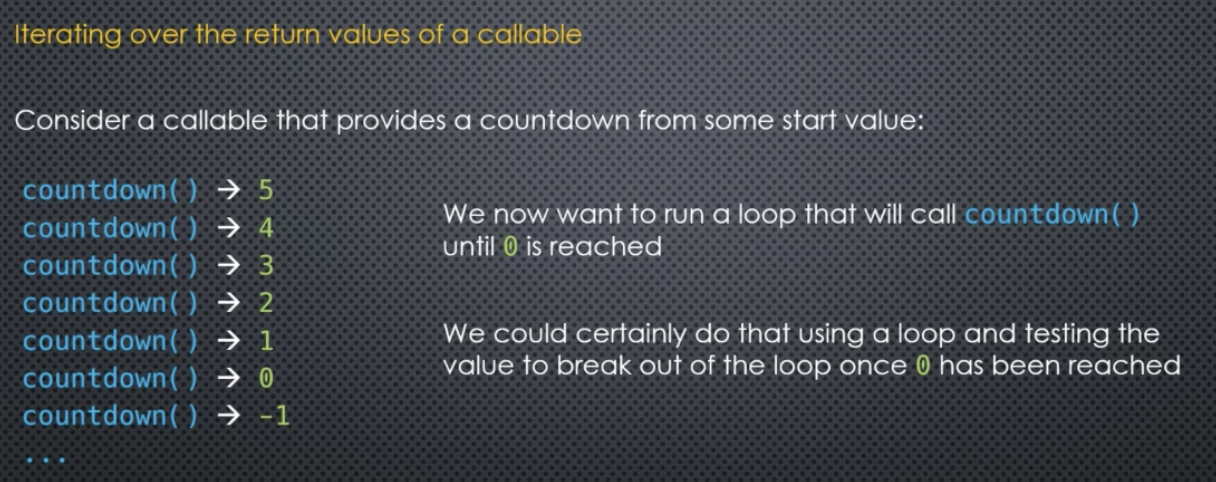 Iterating over the return values of a callable
Consider a callable that provides a countdown from some start value:
countdown() → 5
countdown() → 4
countdown() → 3
countdown() → 2
countdown() → 1
countdown() → 0
countdown() → -1
...
We now want to run a loop that will call countdown()
until 0 is reached
We could certainly do that using a loop and testing the
value to break out of the loop once 0 has been reached